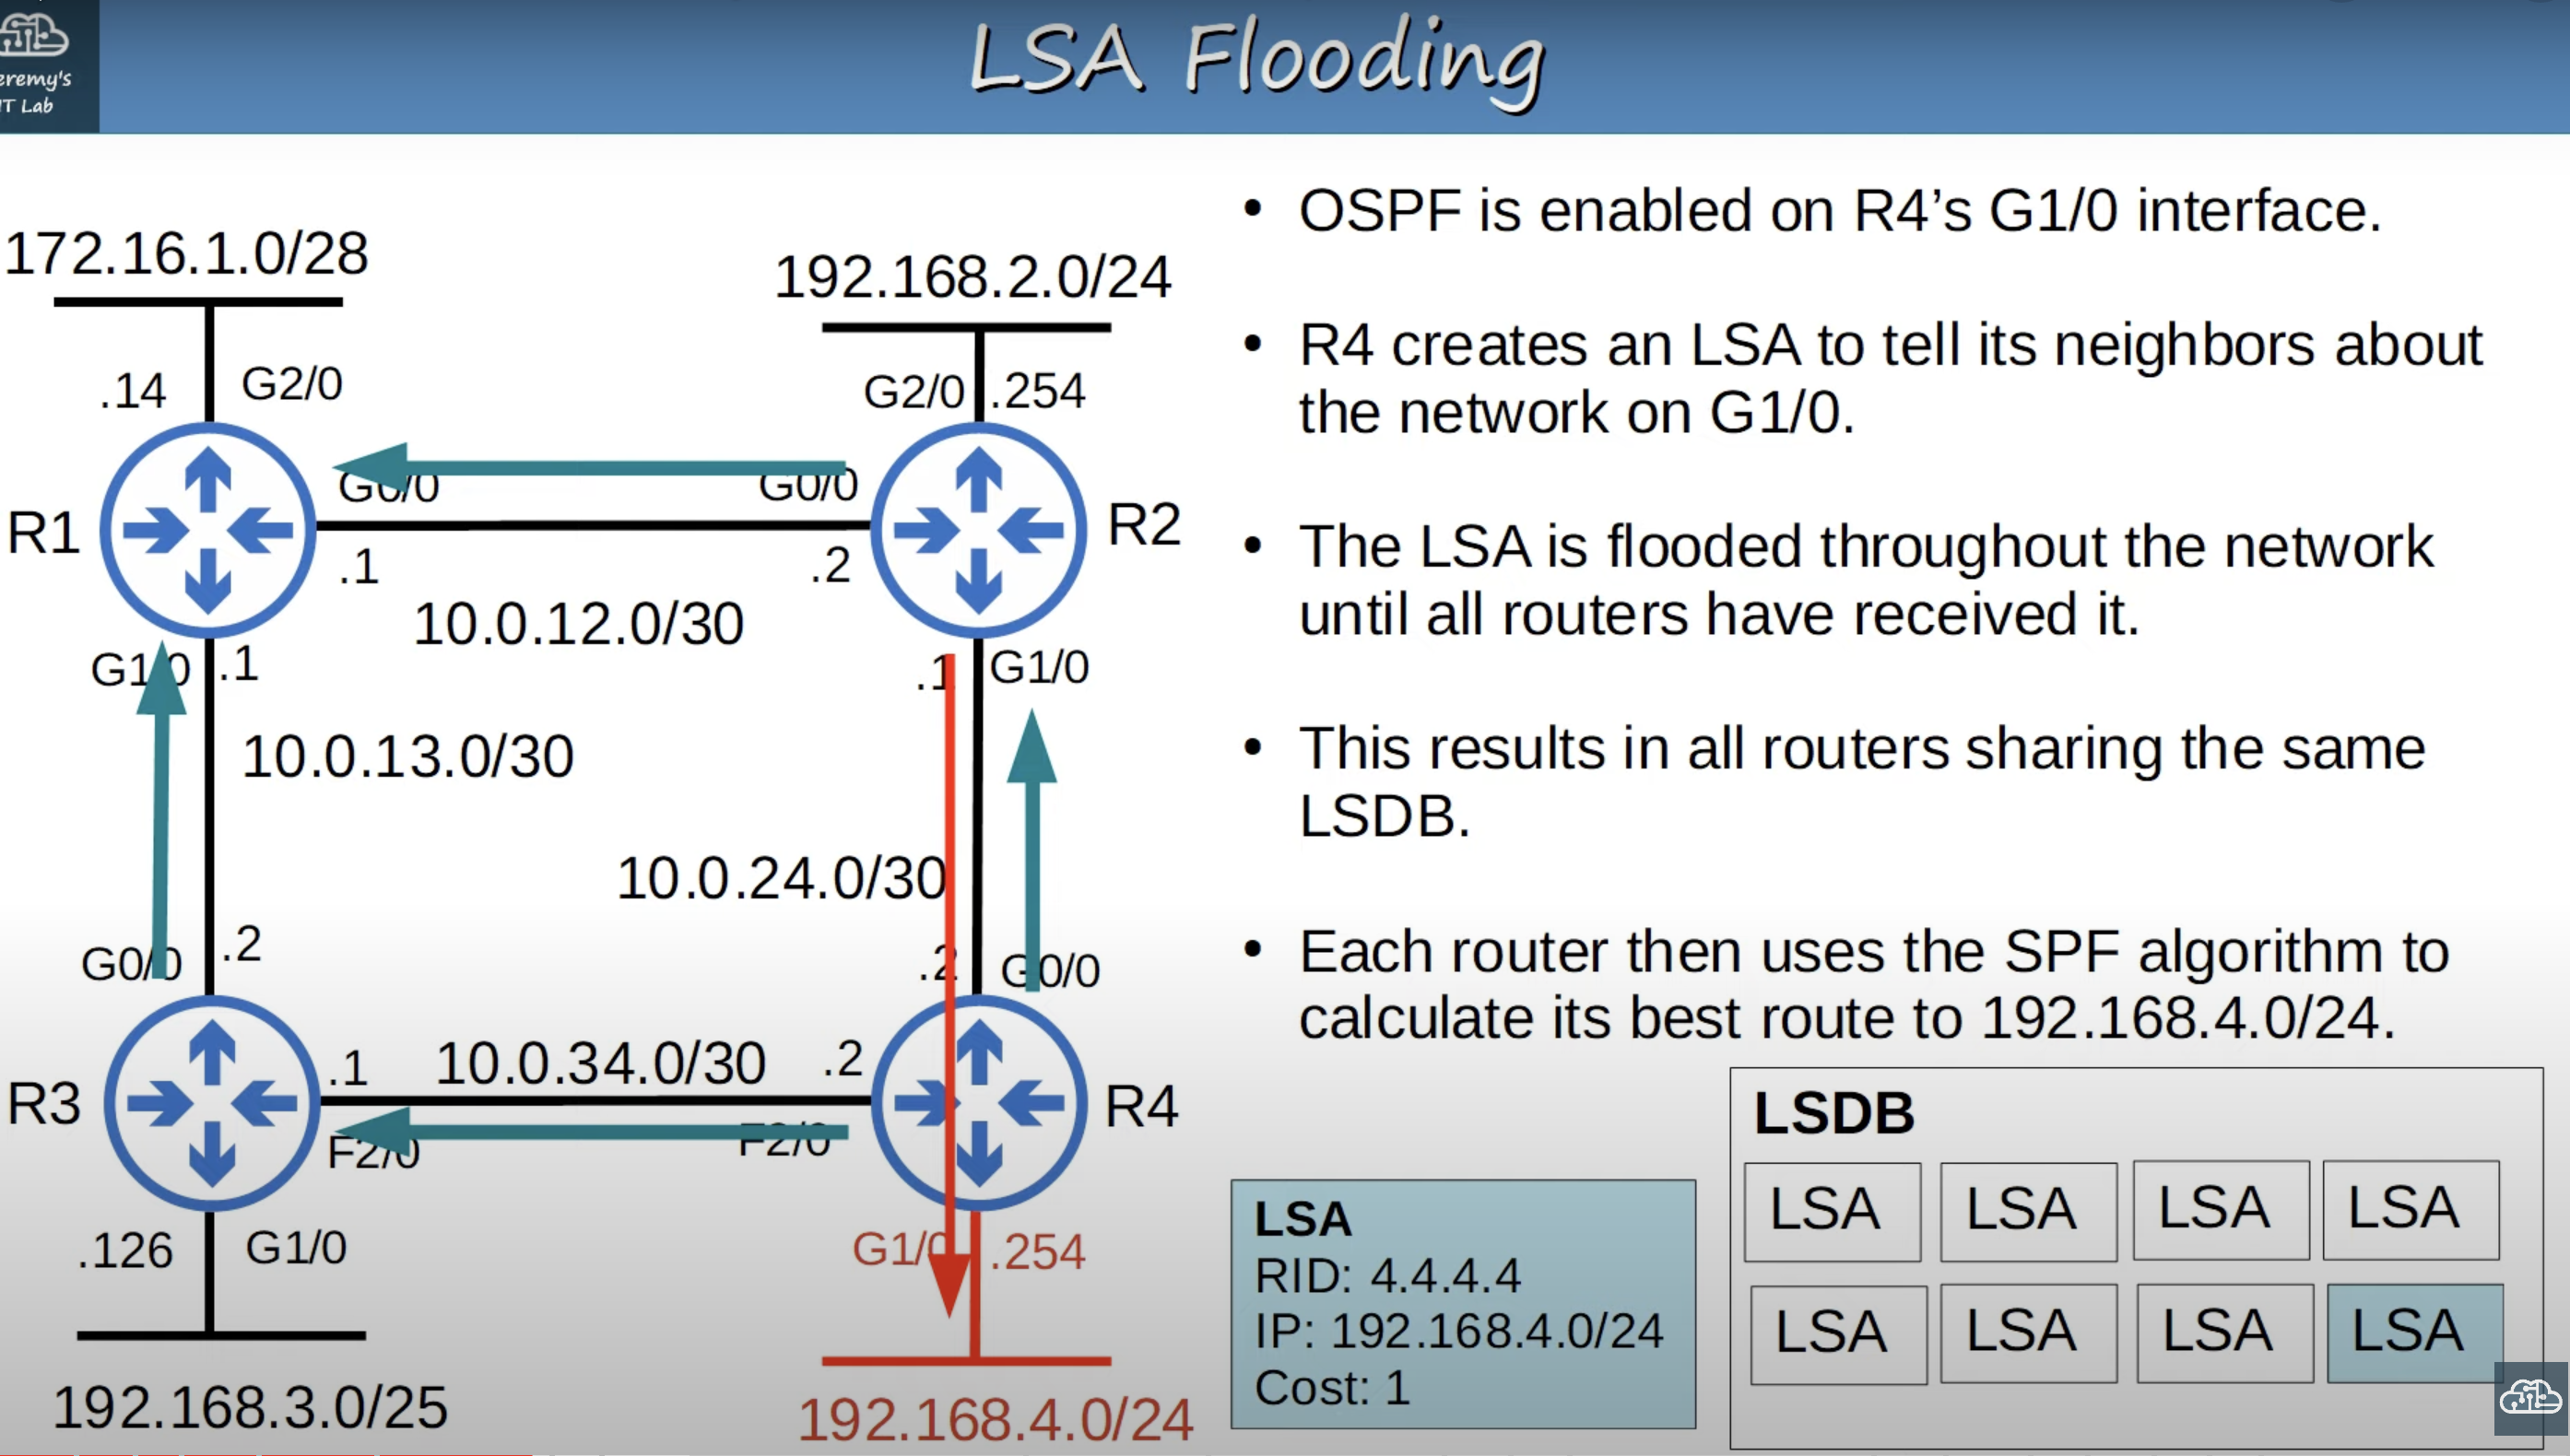 LSA Flooding
eremy's
IT Lab
• OSPF is enabled on R4’s G1/0 interface.
• R4 creates an LSA to tell its neighbors about
the network on G1/0.
• The LSA is flooded throughout the network
until all routers have received it.
• This results in all routers sharing the same
LSDB.
• Each router then uses the SPF algorithm to
calculate its best route to 192.168.4.0/24.
172.16.1.0/28
192.168.2.0/24
.14 G2/0
G2/0 .254
G0/0 G0/0
R1
R2
.1 .2
10.0.12.0/30
G1/0 .1
.1 G1/0
10.0.13.0/30
10.0.24.0/30
G0/0 .2
.2 G0/0
.1 10.0.34.0/30 .2
R3
R4
F2/0 F2/0
.126 G1/0
G1/0 .254
192.168.3.0/25
192.168.4.0/24
LSA
RID: 4.4.4.4
IP: 192.168.4.0/24
Cost: 1
LSDB
LSA LSA LSA LSA
LSA LSA LSA LSA